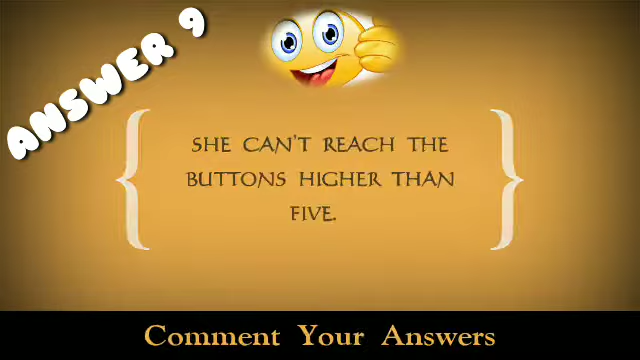 ANSWER 9
SHE CAN'T REACH THE
BUTTONS HIGHER THAN
FIVE.
Comment Your Answers